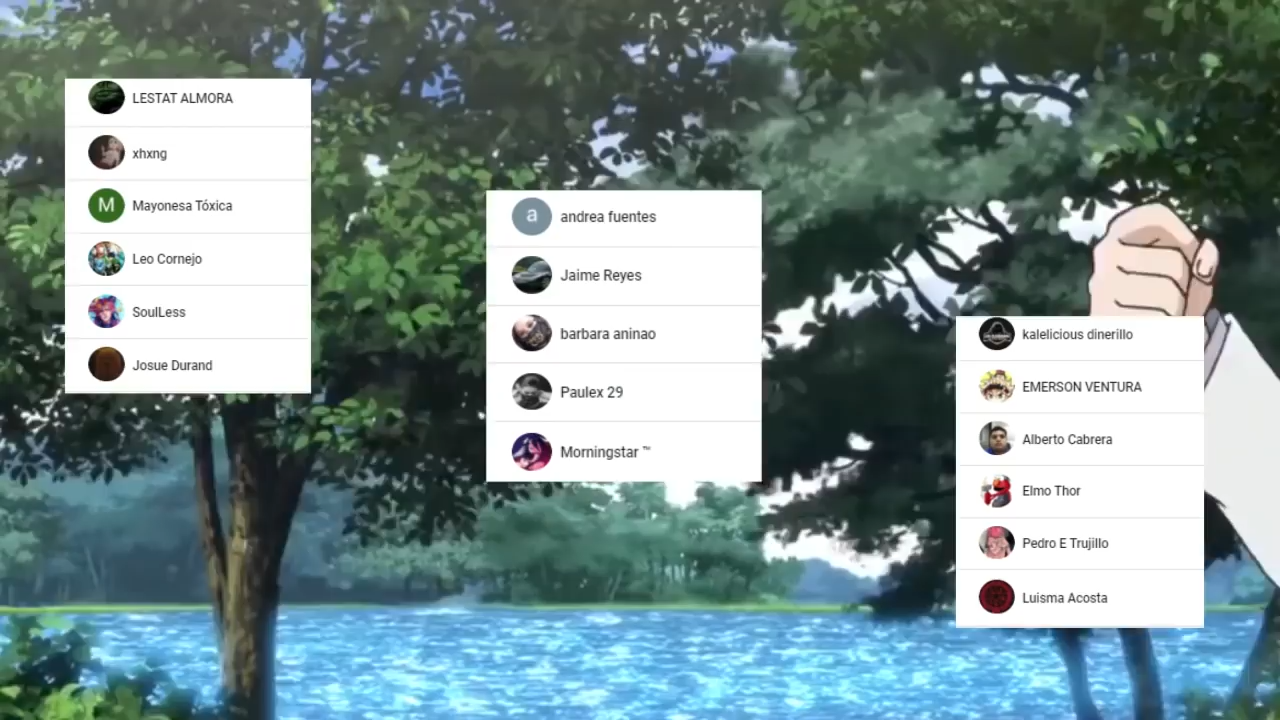 LESTAT ALMORA
xhxng
M
Mayonesa Tóxica
Leo Cornejo
SoulLess
Josue Durand
a
andrea fuentes
Jaime Reyes
barbara aninao
Paulex 29
Morningstar ™
kalelicious dinerillo
EMERSON VENTURA
Alberto Cabrera
Elmo Thor
Pedro E Trujillo
Luisma Acosta